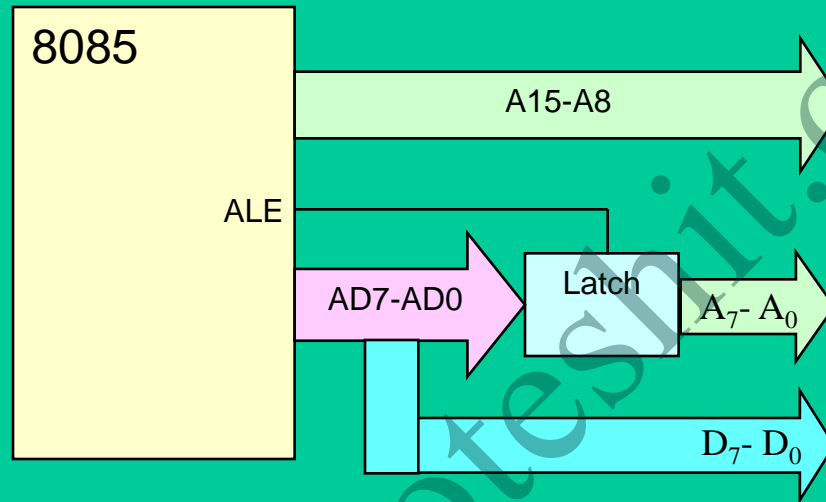 8085
A15-A8
ALE
AD7-AD0
Latch
A₇- A₀
D₇- D₀